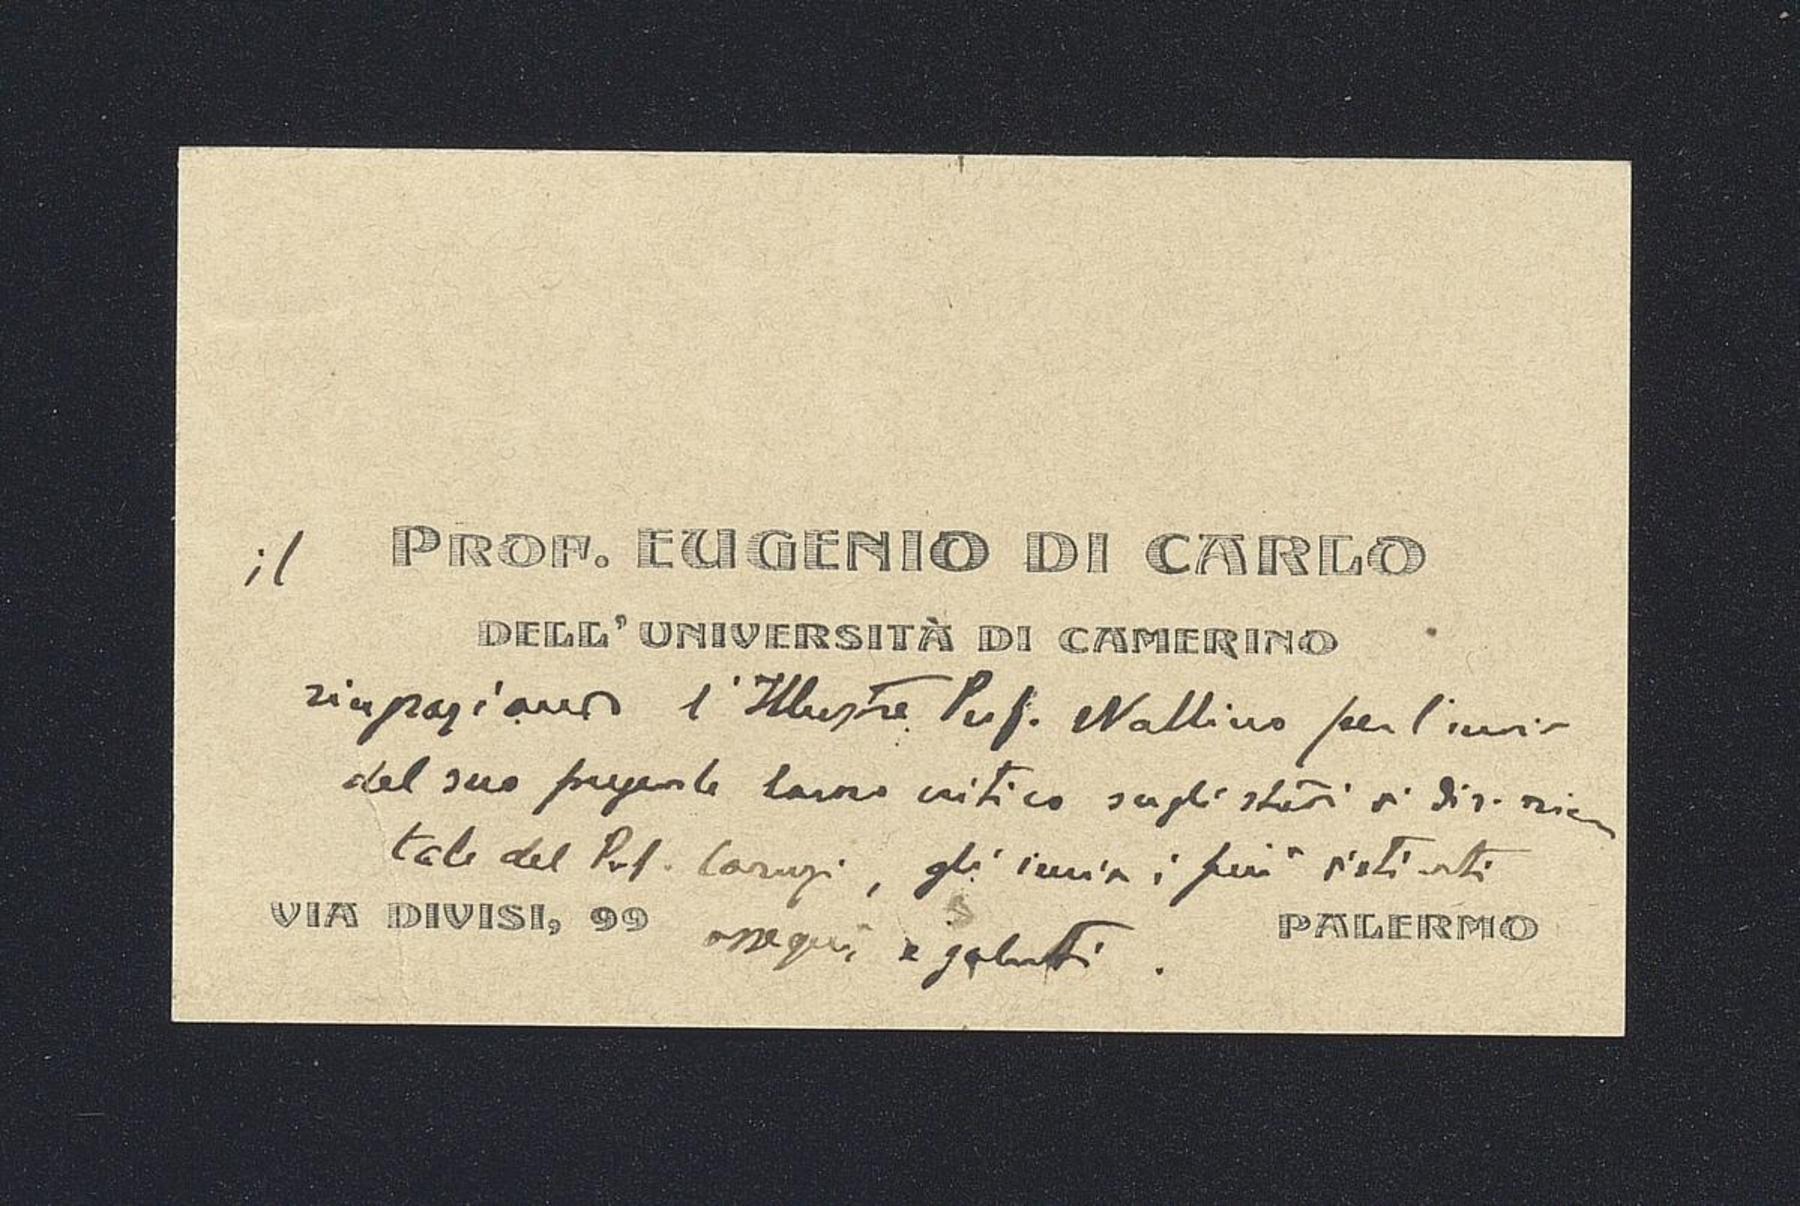 il PROF. EUGENIO DI CARLO
DELL'UNIVERSITÀ DI CAMERINO
ringraziando l'Illustre Prof. Nallino per l'invio
del suo pregevole lavoro critico sugli studi di dir. orien
tale del Prof. Carusi, gli invia i più distinti
VIA DIVISI, 99 ossequi e saluti. PALERMO